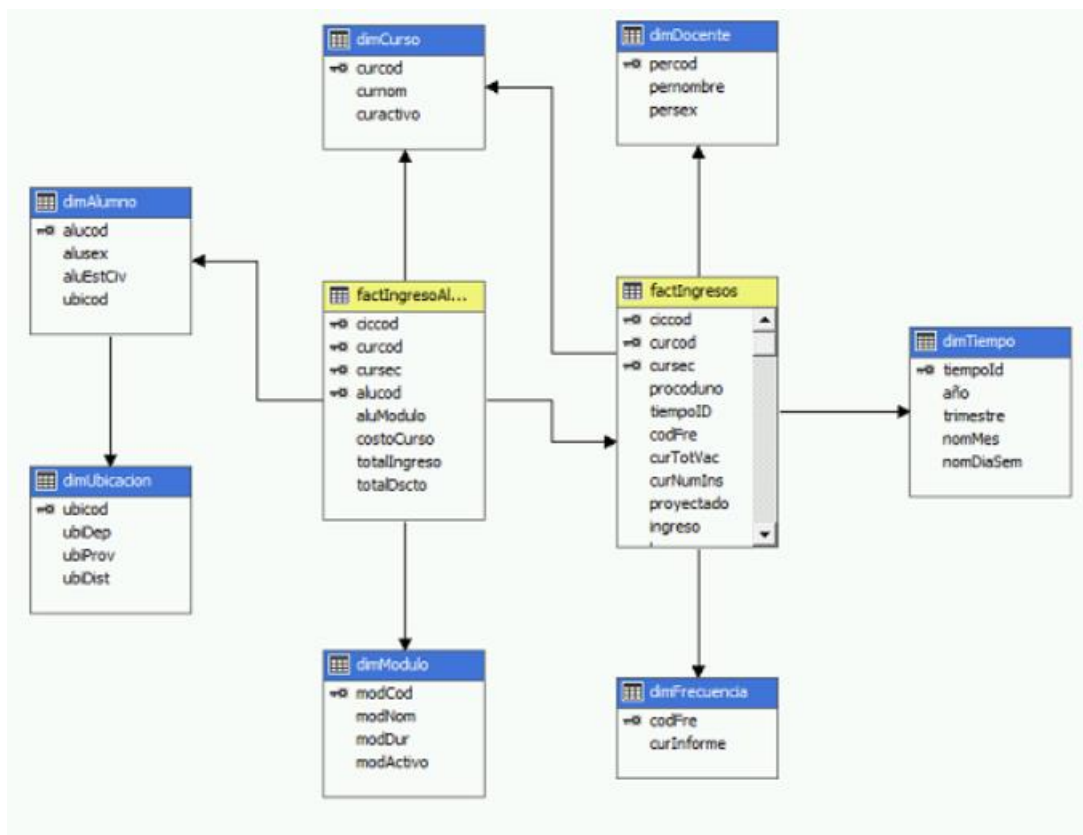 dimCurso
curcod
curnom
curactivo
dimDocente
percod
pernombre
persex
dimAlumno
alucod
alusex
aluEstCiv
ubicod
factIngresoAl...
ciccod
curcod
cursec
alucod
aluModulo
costoCurso
totalIngreso
totalDscto
factIngresos
ciccod
curcod
cursec
procoduno
tiempoID
codFre
curTotVac
curNumIns
proyectado
ingreso
dimTiempo
tiempoId
año
trimestre
nomMes
nomDiaSem
dimUbicacion
ubicod
ubiDep
ubiProv
ubiDist
dimModulo
modCod
modNom
modDur
modActivo
dimFrecuencia
codFre
curInforme